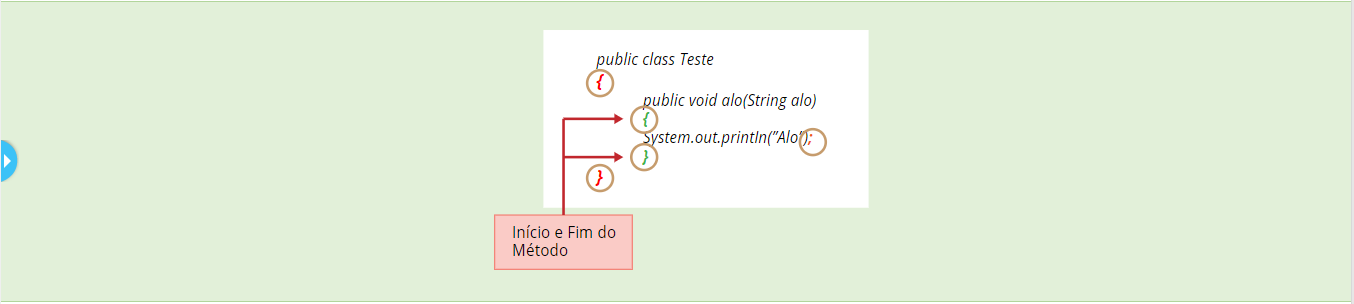 public class Teste
{
public void alo(String alo)
{
System.out.println("Alo");
}
}
Início e Fim do
Método